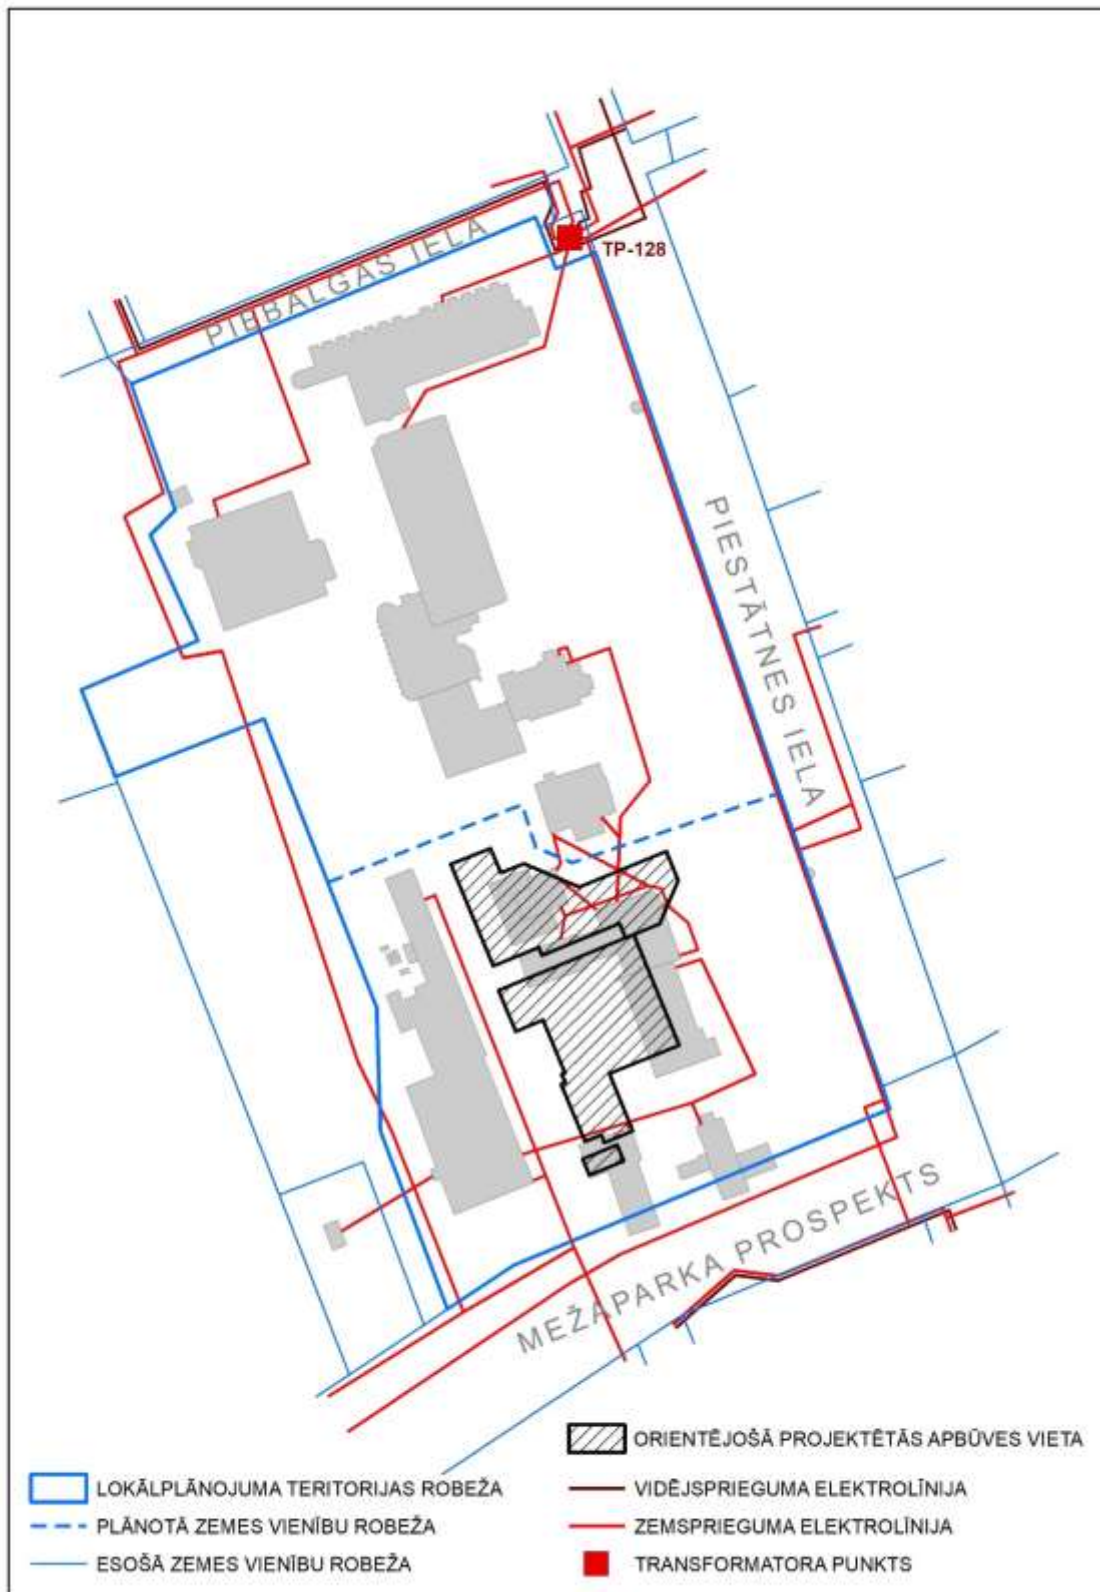 PIEBALGAS IELA
TP-128
PIESTĀTNES IELA
MEŽAPARKA PROSPEKTS
ORIENTĒJOŠĀ PROJEKTĒTĀS APBŪVES VIETA
LOKĀLPLĀNOJUMA TERITORIJAS ROBEŽA
VIDĒJSPRIEGUMA ELEKTROLĪNIJA
PLĀNOTĀ ZEMES VIENĪBU ROBEŽA
ZEMSPRIEGUMA ELEKTROLĪNIJA
ESOŠĀ ZEMES VIENĪBU ROBEŽA
TRANSFORMATORA PUNKTS